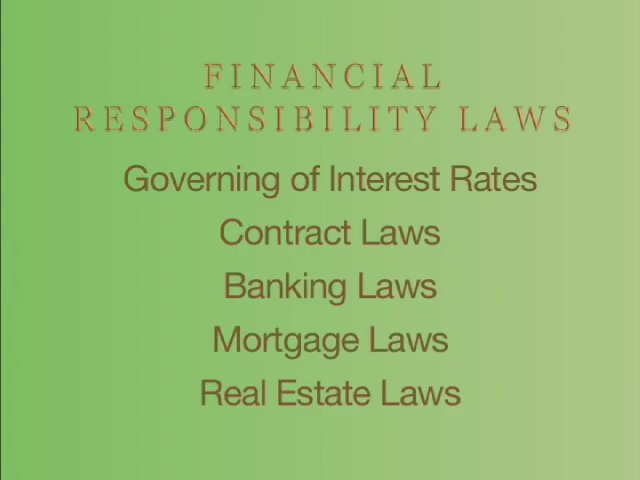 FINANCIAL
RESPONSIBILITY LAWS
Governing of Interest Rates
Contract Laws
Banking Laws
Mortgage Laws
Real Estate Laws